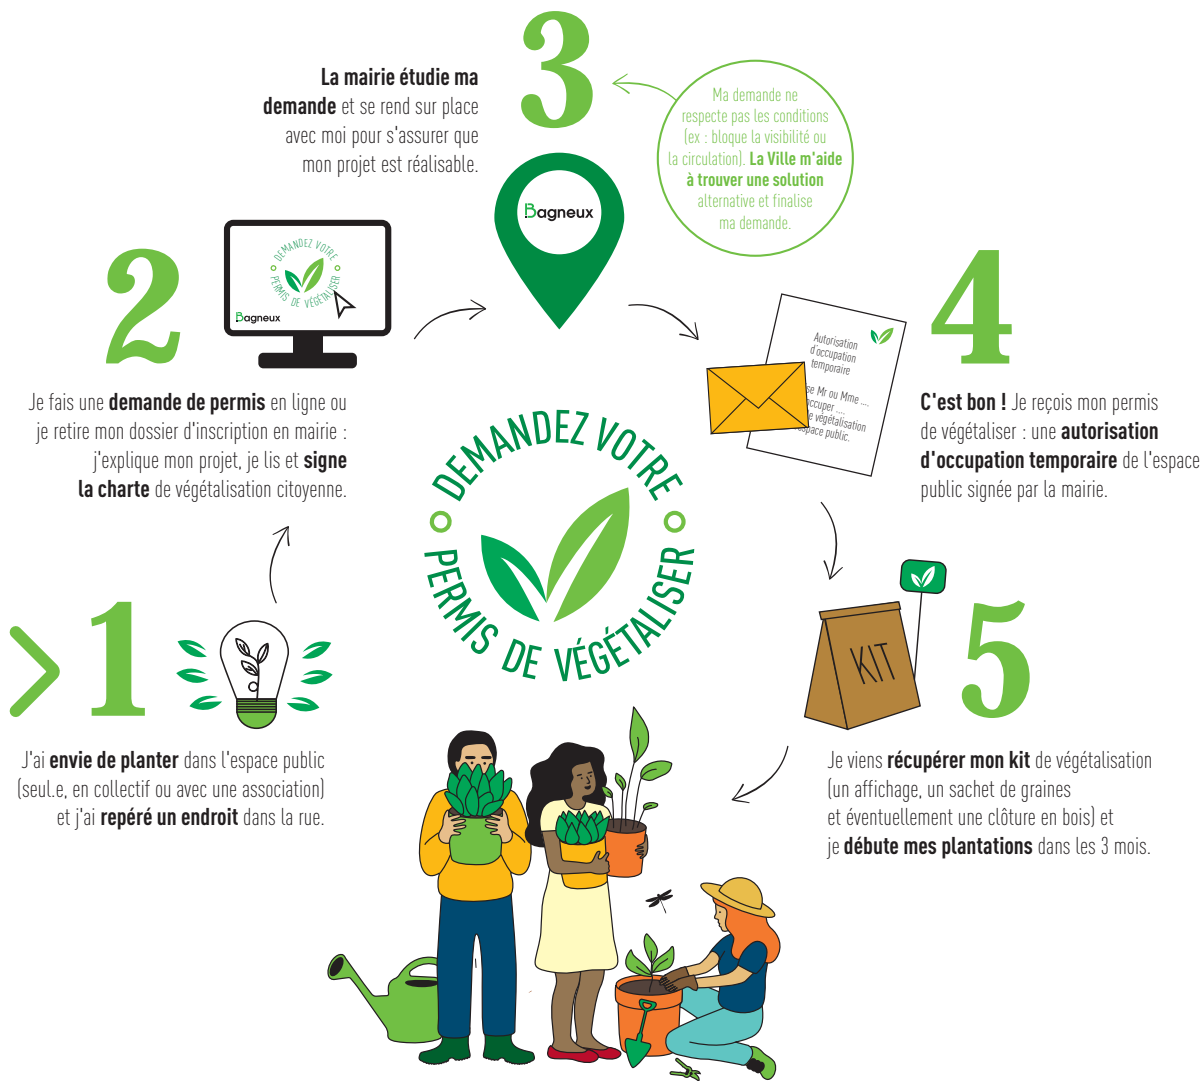 3
La mairie étudie ma
demande et se rend sur place
avec moi pour s'assurer que
mon projet est réalisable.
Ma demande ne
respecte pas les conditions
(ex : bloque la visibilité ou
la circulation). La Ville m'aide
à trouver une solution
alternative et finalise
ma demande.
Bagneux
2
DEMANDEZ VOTRE
PERMIS DE VÉGÉTALISER
Bagneux
Je fais une demande de permis en ligne ou
je retire mon dossier d'inscription en mairie :
j'explique mon projet, je lis et signe
la charte de végétalisation citoyenne.
4
Autorisation
d'occupation
temporaire
se Mr ou Mme ....
ccuper ....
e végétalisation
space public.
C'est bon ! Je reçois mon permis
de végétaliser : une autorisation
d'occupation temporaire de l'espace
public signée par la mairie.
DEMANDEZ VOTRE
PERMIS DE VÉGÉTALISER
>1
J'ai envie de planter dans l'espace public
(seul.e, en collectif ou avec une association)
et j'ai repéré un endroit dans la rue.
KIT
5
Je viens récupérer mon kit de végétalisation
(un affichage, un sachet de graines
et éventuellement une clôture en bois) et
je débute mes plantations dans les 3 mois.